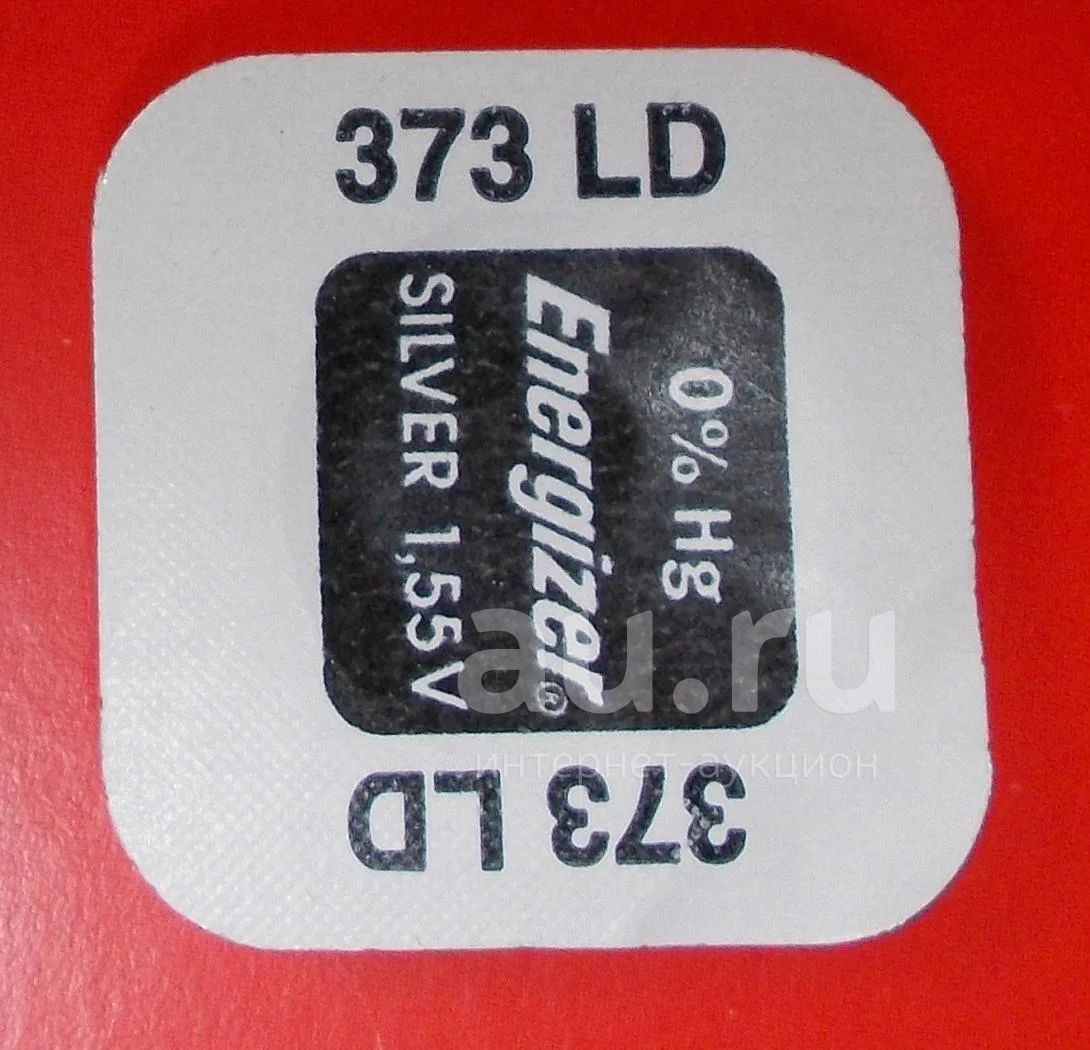 373 LD
0% Hg
Energizer®
SILVER 1,55V
au.ru
интернет-аукцион
373 LD